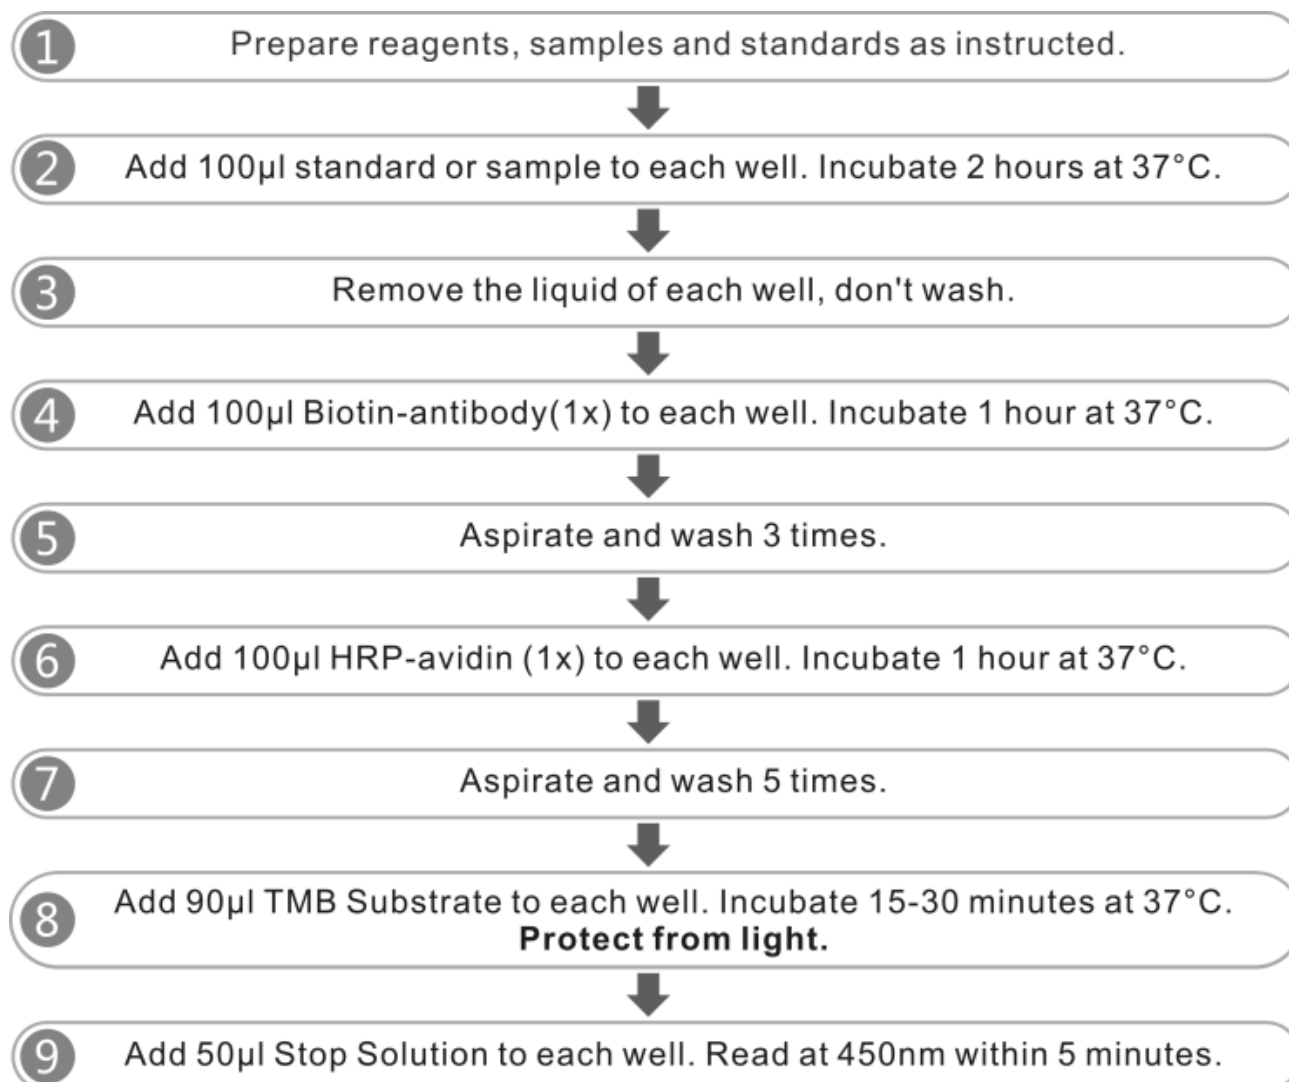 1 Prepare reagents, samples and standards as instructed.
2 Add 100μl standard or sample to each well. Incubate 2 hours at 37°C.
3 Remove the liquid of each well, don't wash.
4 Add 100μl Biotin-antibody(1x) to each well. Incubate 1 hour at 37°C.
5 Aspirate and wash 3 times.
6 Add 100μl HRP-avidin (1x) to each well. Incubate 1 hour at 37°C.
7 Aspirate and wash 5 times.
8 Add 90μl TMB Substrate to each well. Incubate 15-30 minutes at 37°C.
Protect from light.
9 Add 50μl Stop Solution to each well. Read at 450nm within 5 minutes.